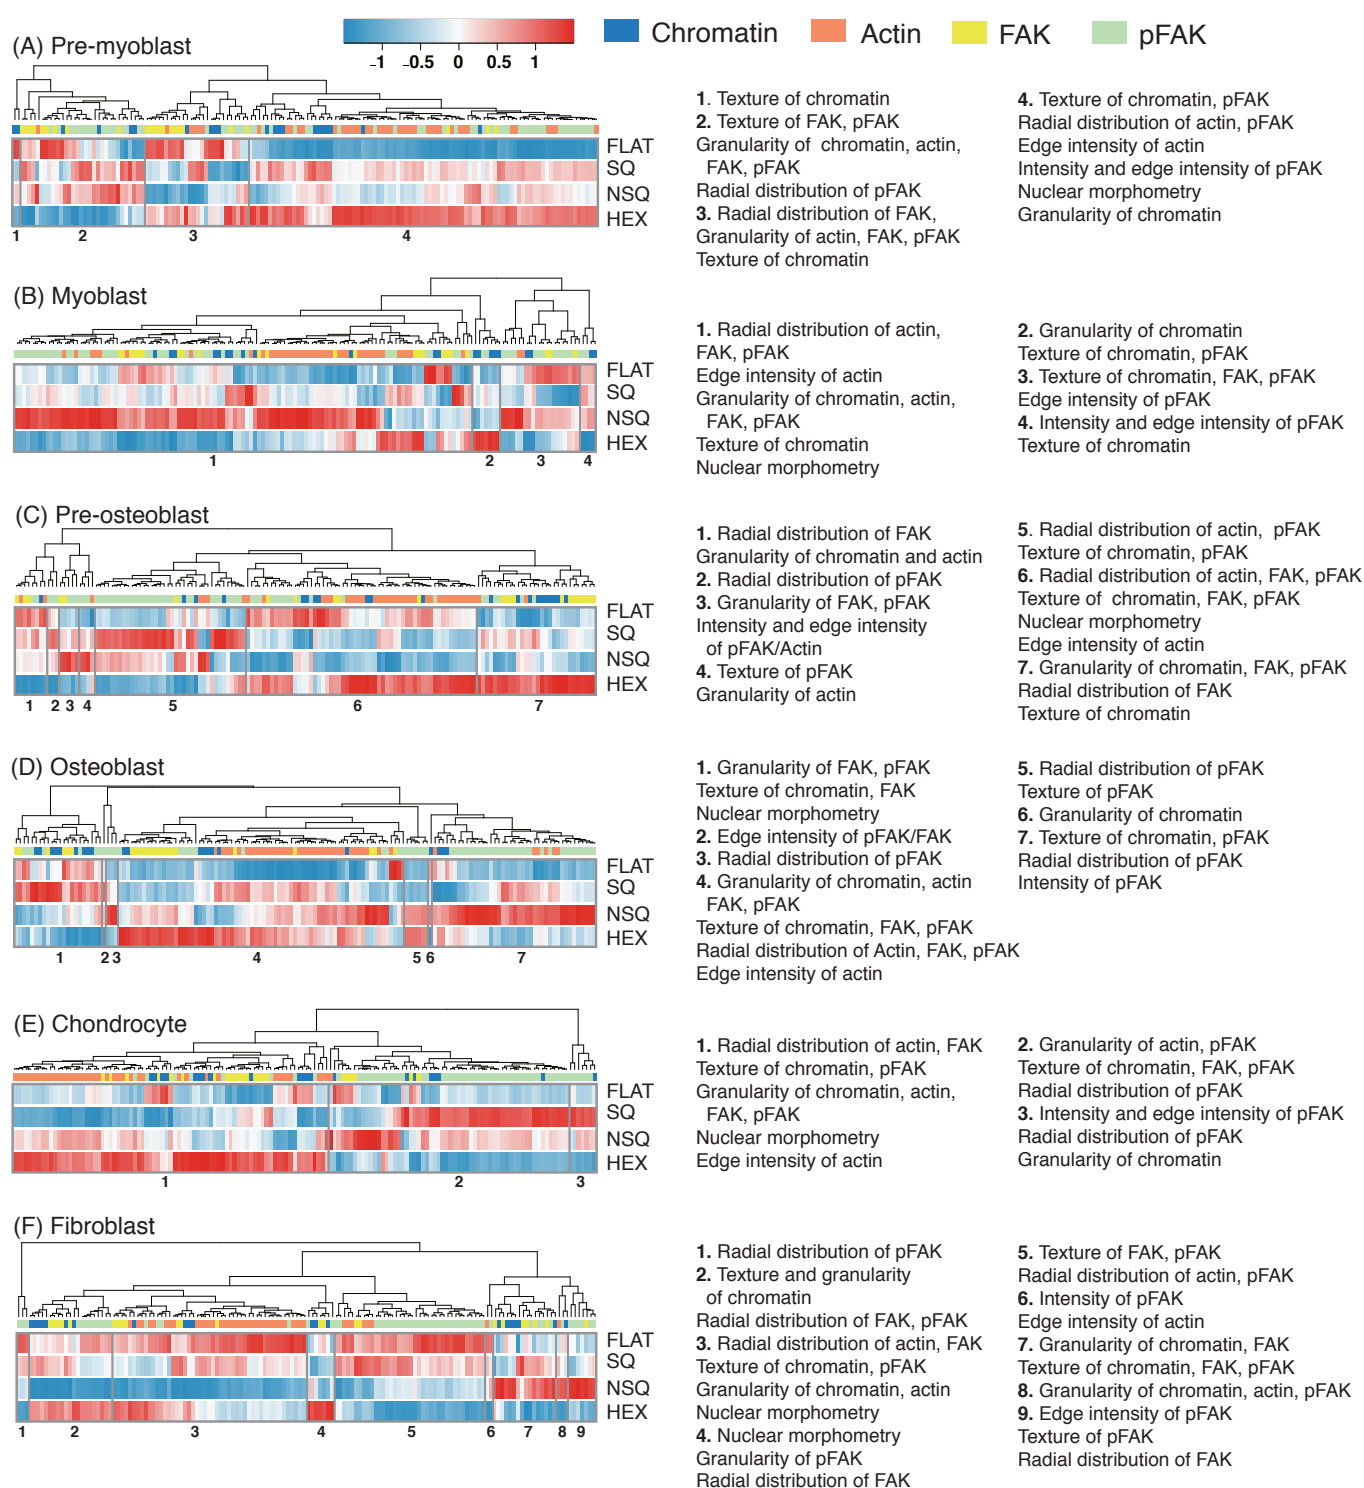 (A) Pre-myoblast
-1 -0.5 0 0.5 1
Chromatin Actin FAK pFAK
FLAT
SQ
NSQ
HEX
1 2 3 4
1. Texture of chromatin
2. Texture of FAK, pFAK
Granularity of chromatin, actin,
FAK, pFAK
Radial distribution of pFAK
3. Radial distribution of FAK,
Granularity of actin, FAK, pFAK
Texture of chromatin
4. Texture of chromatin, pFAK
Radial distribution of actin, pFAK
Edge intensity of actin
Intensity and edge intensity of pFAK
Nuclear morphometry
Granularity of chromatin
(B) Myoblast
FLAT
SQ
NSQ
HEX
1 2 3 4
1. Radial distribution of actin,
FAK, pFAK
Edge intensity of actin
Granularity of chromatin, actin,
FAK, pFAK
Texture of chromatin
Nuclear morphometry
2. Granularity of chromatin
Texture of chromatin, pFAK
3. Texture of chromatin, FAK, pFAK
Edge intensity of pFAK
4. Intensity and edge intensity of pFAK
Texture of chromatin
(C) Pre-osteoblast
FLAT
SQ
NSQ
HEX
1 2 3 4 5 6 7
1. Radial distribution of FAK
Granularity of chromatin and actin
2. Radial distribution of pFAK
3. Granularity of FAK, pFAK
Intensity and edge intensity
of pFAK/Actin
4. Texture of pFAK
Granularity of actin
5. Radial distribution of actin, pFAK
Texture of chromatin, pFAK
6. Radial distribution of actin, FAK, pFAK
Texture of chromatin, FAK, pFAK
Nuclear morphometry
Edge intensity of actin
7. Granularity of chromatin, FAK, pFAK
Radial distribution of FAK
Texture of chromatin
(D) Osteoblast
FLAT
SQ
NSQ
HEX
1 2 3 4 5 6 7
1. Granularity of FAK, pFAK
Texture of chromatin, FAK
Nuclear morphometry
2. Edge intensity of pFAK/FAK
3. Radial distribution of pFAK
4. Granularity of chromatin, actin
FAK, pFAK
Texture of chromatin, FAK, pFAK
Radial distribution of Actin, FAK, pFAK
Edge intensity of actin
5. Radial distribution of pFAK
Texture of pFAK
6. Granularity of chromatin
7. Texture of chromatin, pFAK
Radial distribution of pFAK
Intensity of pFAK
(E) Chondrocyte
FLAT
SQ
NSQ
HEX
1 2 3
1. Radial distribution of actin, FAK
Texture of chromatin, pFAK
Granularity of chromatin, actin,
FAK, pFAK
Nuclear morphometry
Edge intensity of actin
2. Granularity of actin, pFAK
Texture of chromatin, FAK, pFAK
Radial distribution of pFAK
3. Intensity and edge intensity of pFAK
Radial distribution of pFAK
Granularity of chromatin
(F) Fibroblast
FLAT
SQ
NSQ
HEX
1 2 3 4 5 6 7 8 9
1. Radial distribution of pFAK
2. Texture and granularity
of chromatin
Radial distribution of FAK, pFAK
3. Radial distribution of actin, FAK
Texture of chromatin, pFAK
Granularity of chromatin, actin
Nuclear morphometry
4. Nuclear morphometry
Granularity of pFAK
Radial distribution of FAK
5. Texture of FAK, pFAK
Radial distribution of actin, pFAK
6. Intensity of pFAK
Edge intensity of actin
7. Granularity of chromatin, FAK
Texture of chromatin, FAK, pFAK
8. Granularity of chromatin, actin, pFAK
9. Edge intensity of pFAK
Texture of pFAK
Radial distribution of FAK